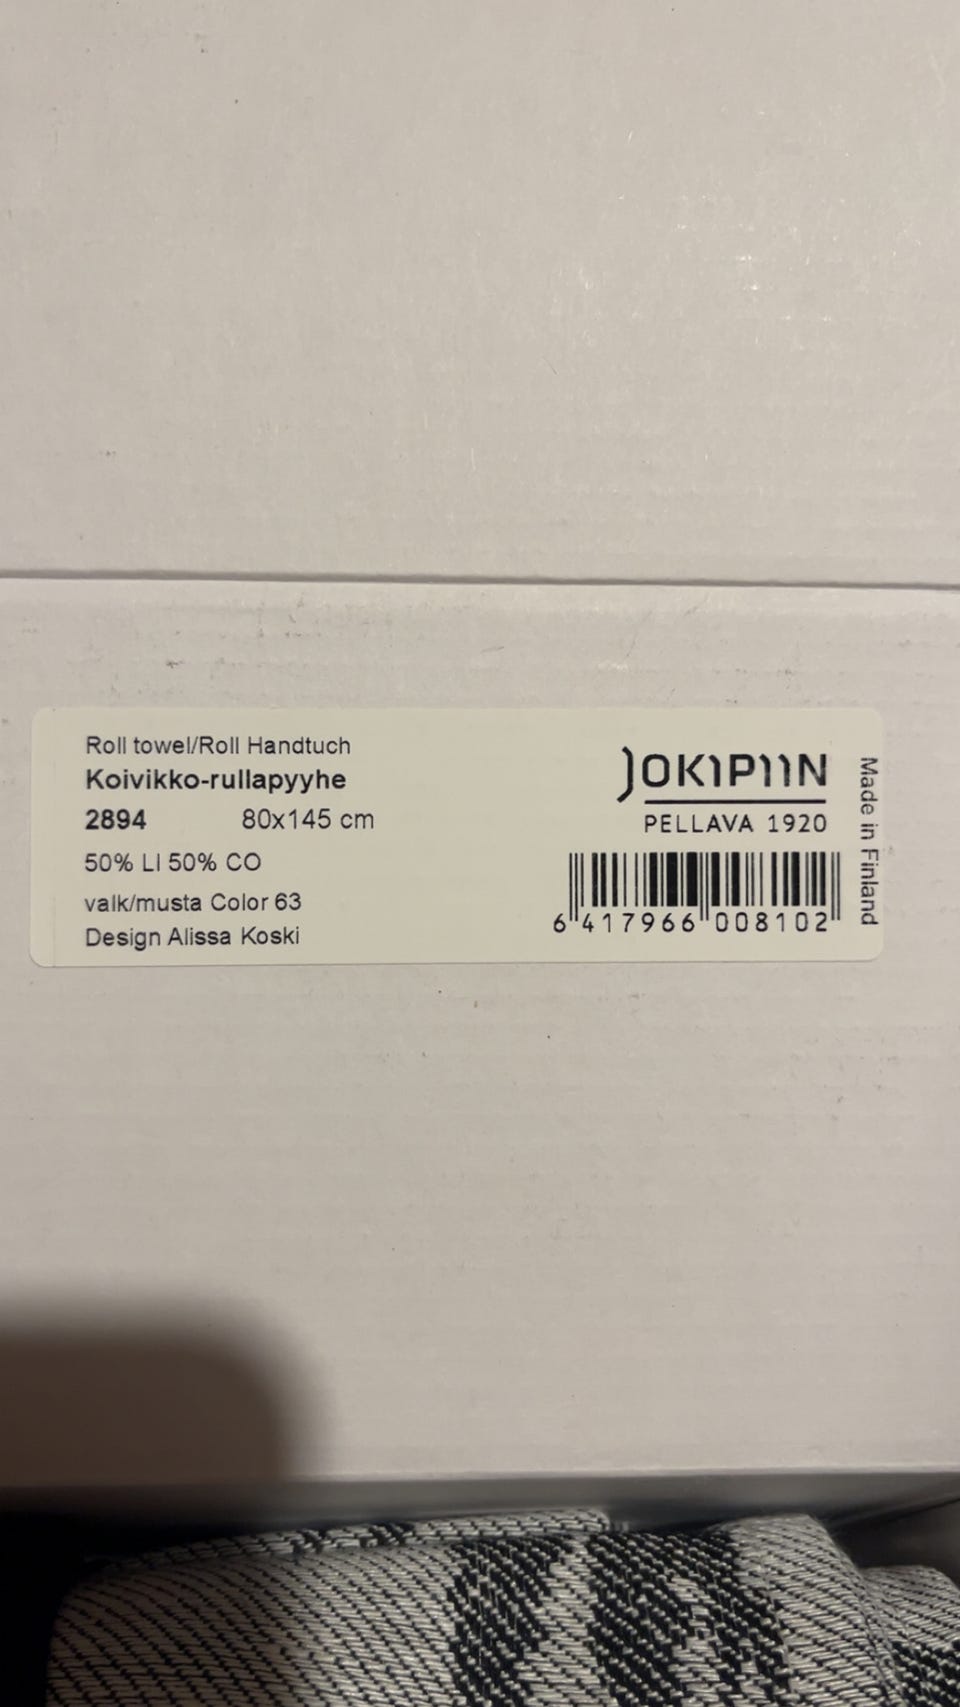 Roll towel/Roll Handtuch
Koivikko-rullapyyhe
2894 80x145 cm
50% LI 50% CO
valk/musta Color 63
Design Alissa Koski
JOKIPIIN
PELLAVA 1920
6 417966 008102
Made in Finland